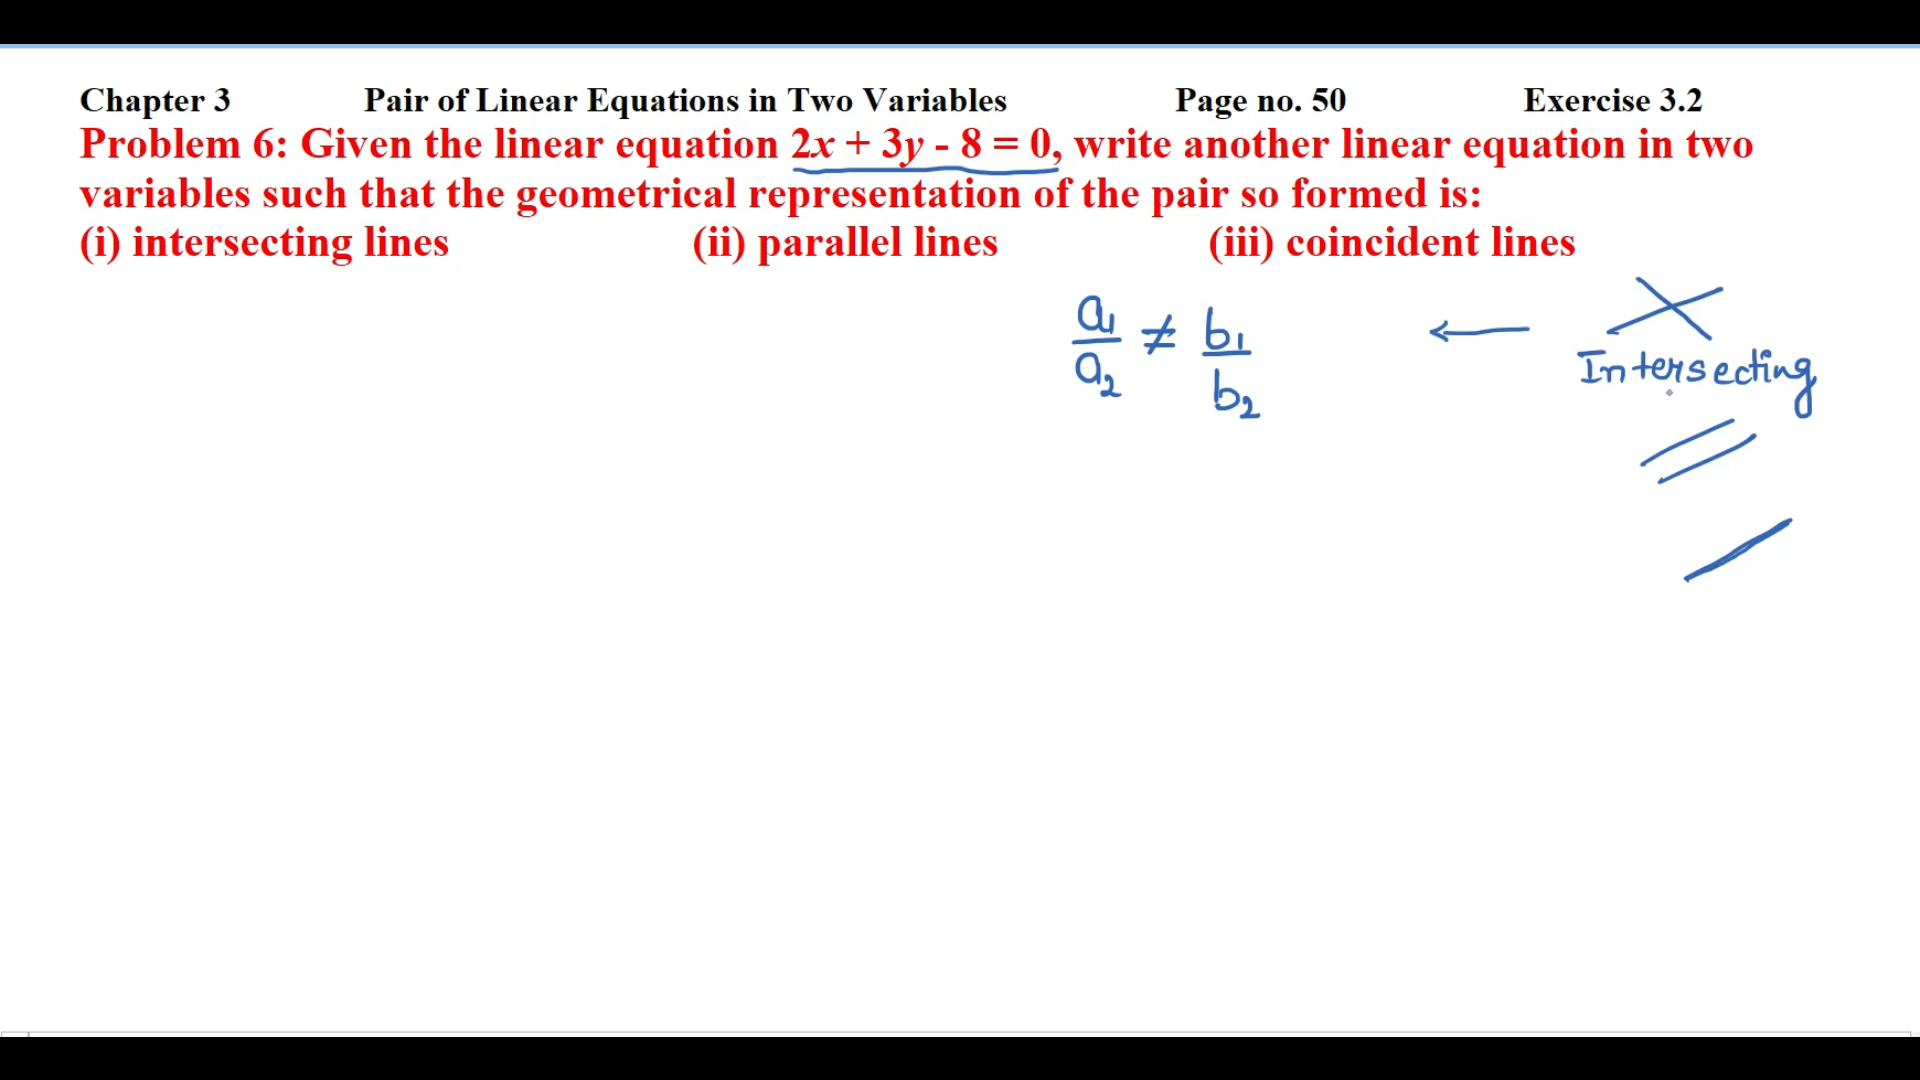 Chapter 3 Pair of Linear Equations in Two Variables Page no. 50 Exercise 3.2
Problem 6: Given the linear equation 2x + 3y - 8 = 0, write another linear equation in two
variables such that the geometrical representation of the pair so formed is:
(i) intersecting lines (ii) parallel lines (iii) coincident lines
a₁/a₂ ≠ b₁/b₂ ←
Intersecting